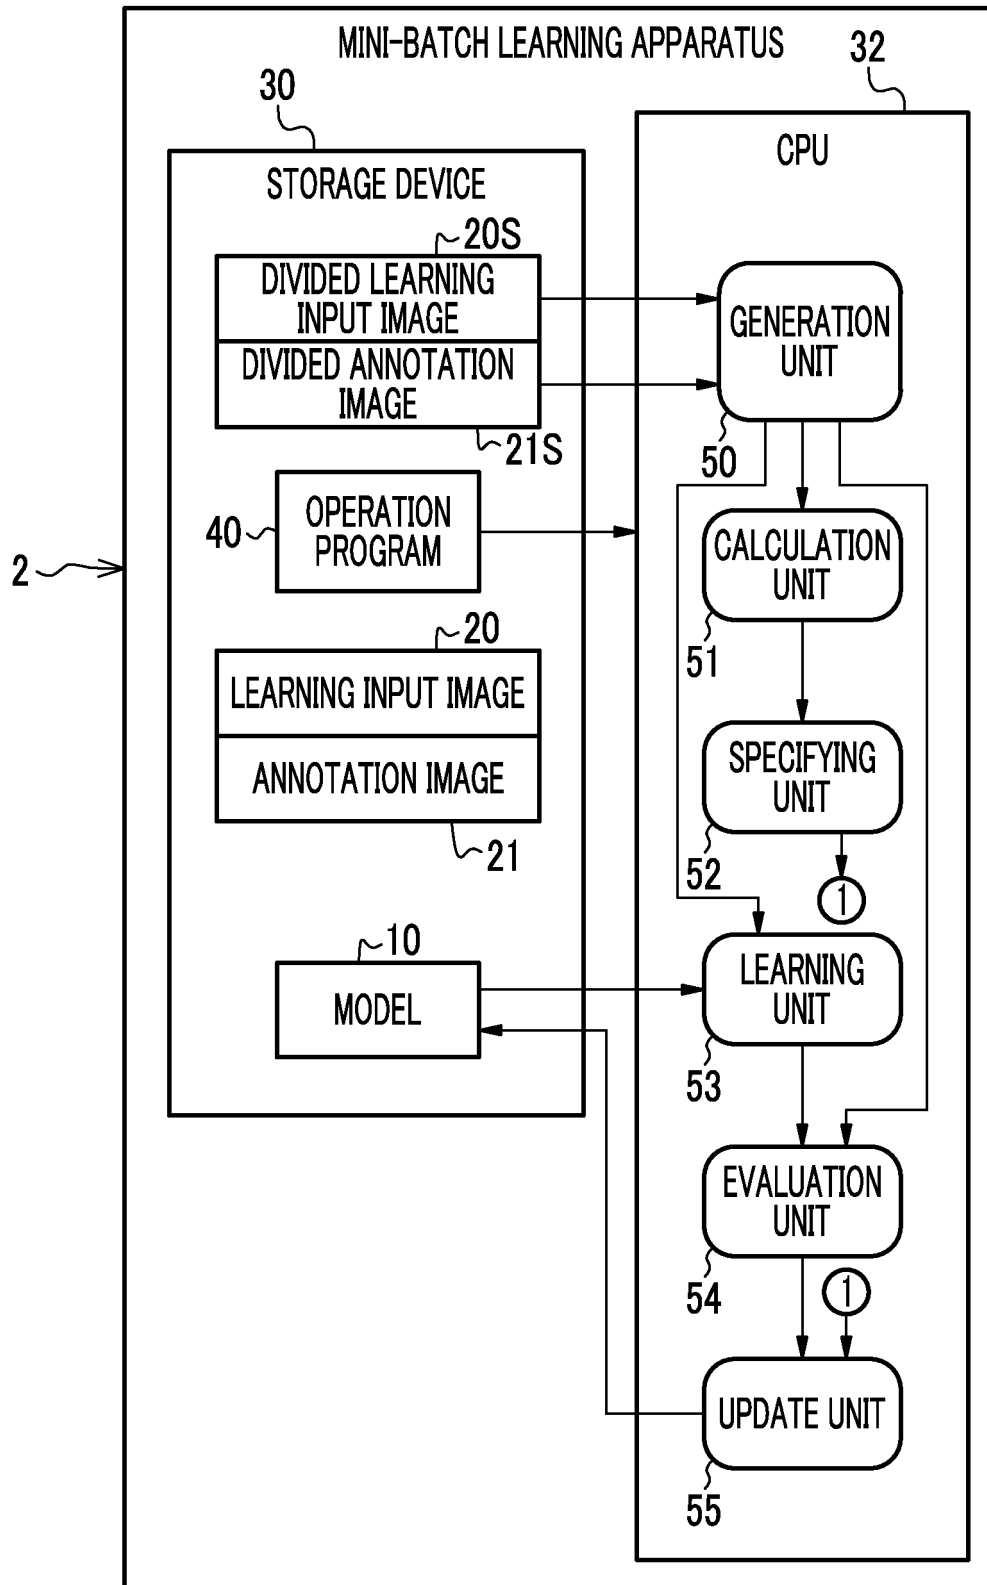 MINI-BATCH LEARNING APPARATUS
32
30
CPU
STORAGE DEVICE
20S
DIVIDED LEARNING
INPUT IMAGE
DIVIDED ANNOTATION
IMAGE
21S
GENERATION
UNIT
50
40
OPERATION
PROGRAM
CALCULATION
UNIT
51
2
20
LEARNING INPUT IMAGE
ANNOTATION IMAGE
21
SPECIFYING
UNIT
52
1
10
MODEL
LEARNING
UNIT
53
EVALUATION
UNIT
54
1
UPDATE UNIT
55